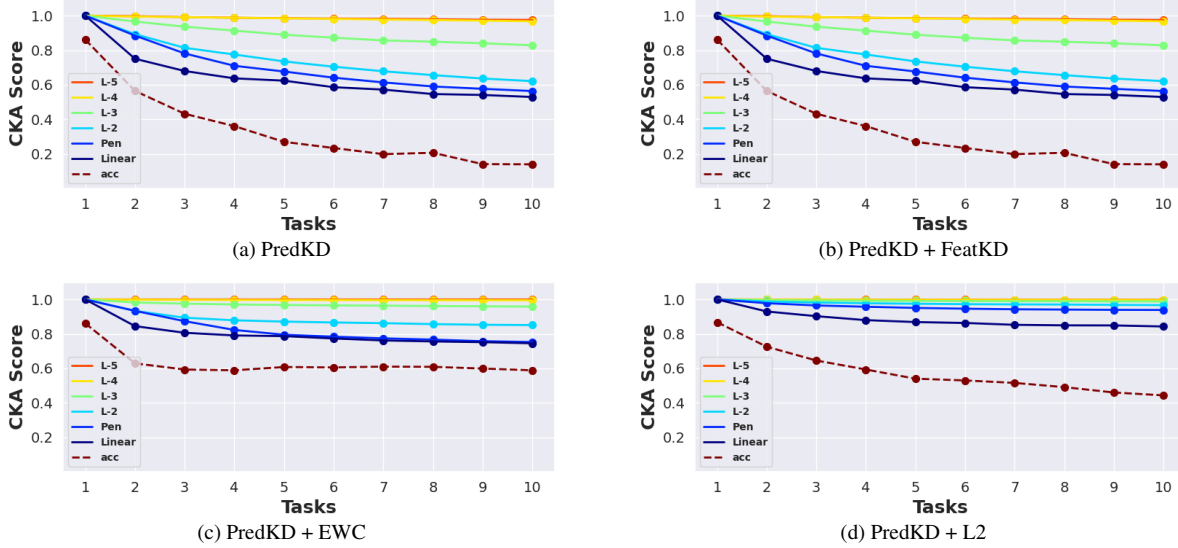 1.0
0.8
0.6
0.4
0.2
CKA Score
L-5
L-4
L-3
L-2
Pen
Linear
acc
1 2 3 4 5 6 7 8 9 10
Tasks
(a) PredKD
1.0
0.8
0.6
0.4
0.2
CKA Score
L-5
L-4
L-3
L-2
Pen
Linear
acc
1 2 3 4 5 6 7 8 9 10
Tasks
(b) PredKD + FeatKD
1.0
0.8
0.6
0.4
0.2
CKA Score
L-5
L-4
L-3
L-2
Pen
Linear
acc
1 2 3 4 5 6 7 8 9 10
Tasks
(c) PredKD + EWC
1.0
0.8
0.6
0.4
0.2
CKA Score
L-5
L-4
L-3
L-2
Pen
Linear
acc
1 2 3 4 5 6 7 8 9 10
Tasks
(d) PredKD + L2